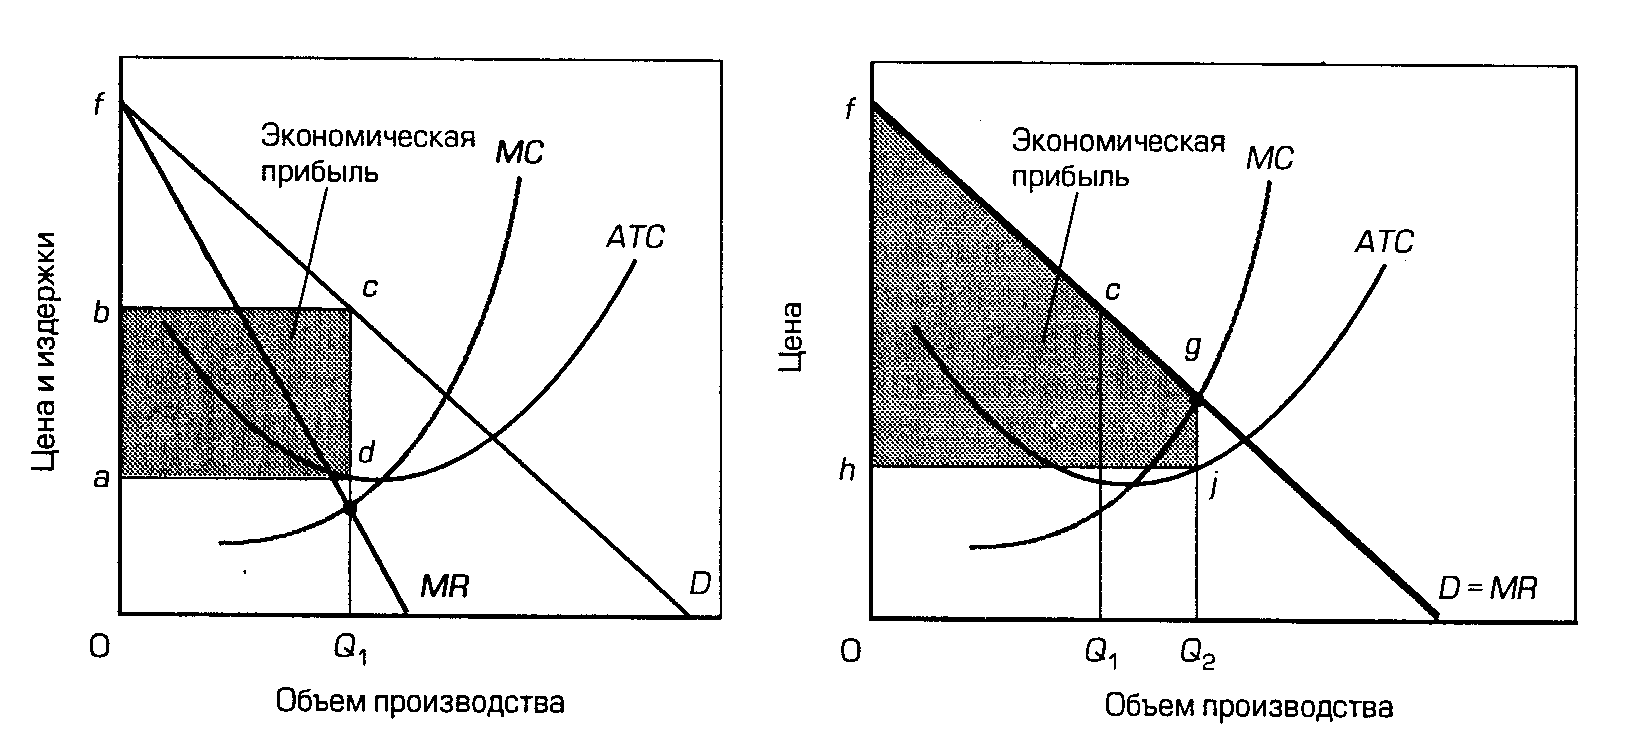 f
Экономическая
прибыль
MC
ATC
Цена и издержки
b
c
a
d
MR
D
O
Q1
Объем производства
f
Экономическая
прибыль
MC
ATC
Цена
c
g
h
j
D = MR
O
Q1
Q2
Объем производства